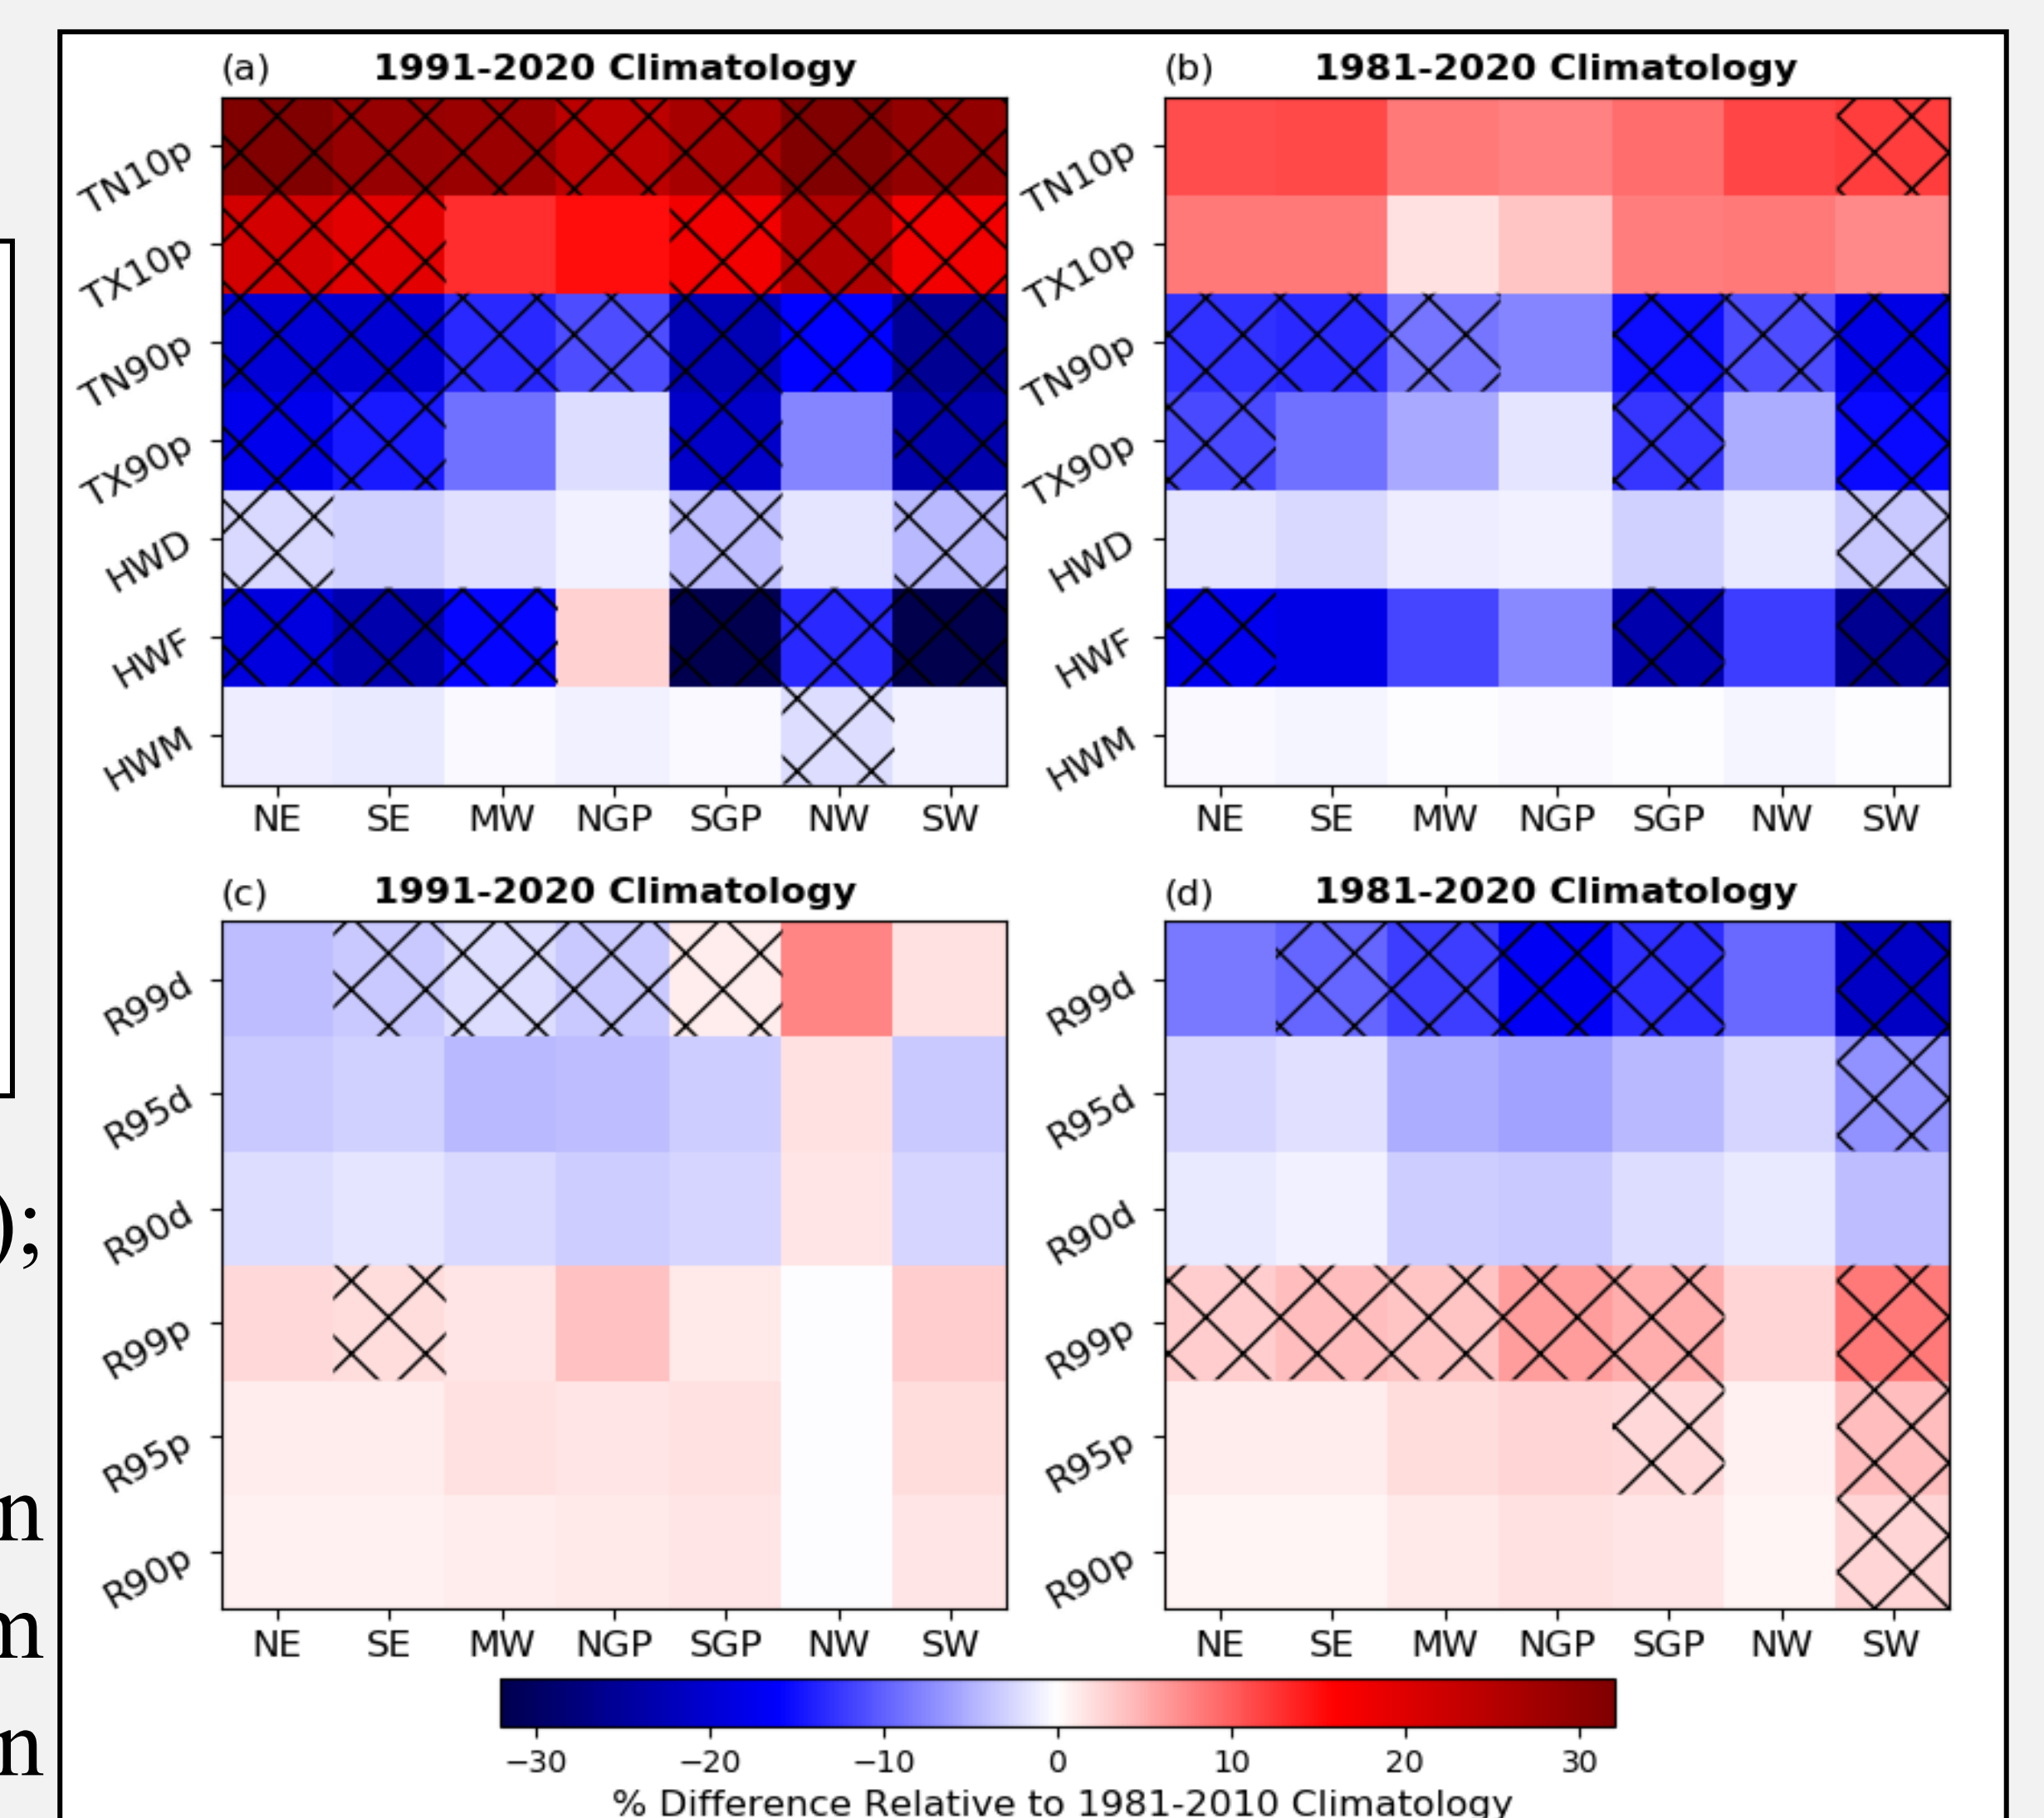 (a) 1991-2020 Climatology
TN10p
TX10p
TN90p
TX90p
HWD
HWF
HWM
NE SE MW NGP SGP NW SW
(b) 1981-2020 Climatology
TN10p
TX10p
TN90p
TX90p
HWD
HWF
HWM
NE SE MW NGP SGP NW SW
(c) 1991-2020 Climatology
R99d
R95d
R90d
R99p
R95p
R90p
NE SE MW NGP SGP NW SW
(d) 1981-2020 Climatology
R99d
R95d
R90d
R99p
R95p
R90p
NE SE MW NGP SGP NW SW
−30 −20 −10 0 10 20 30
% Difference Relative to 1981-2010 Climatology
);
n
m
n